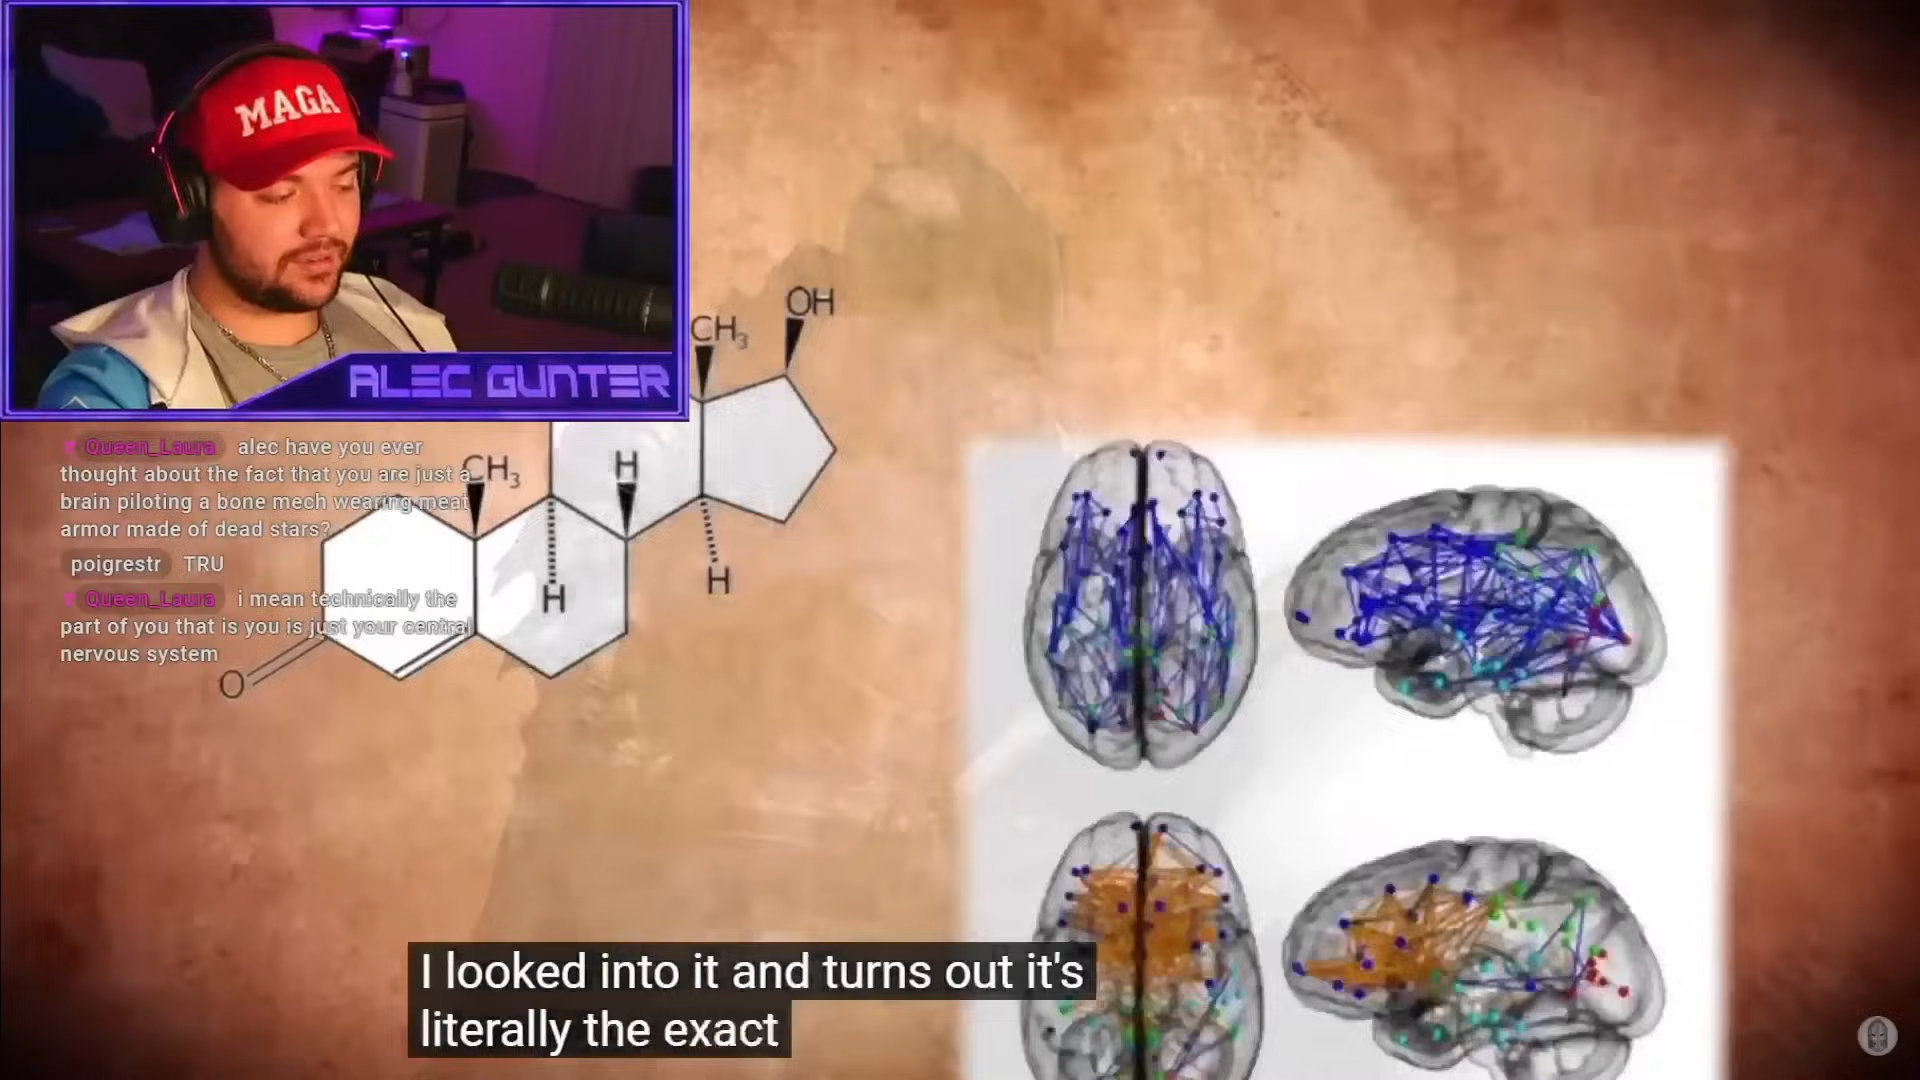 MAGA
ALEC GUNTER
Queen_Laura alec have you ever
thought about the fact that you are just a
brain piloting a bone mech wearing meat
armor made of dead stars?
poigrestr TRU
Queen_Laura i mean technically the
part of you that is you is just your central
nervous system
OH
CH₃
CH₃
H
H
H
O
I looked into it and turns out it's
literally the exact